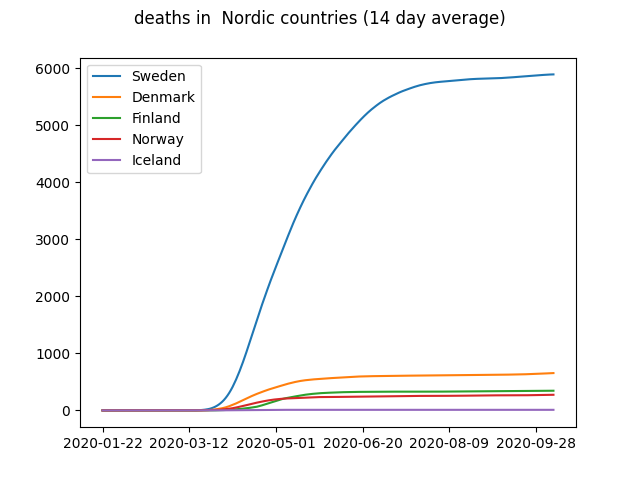 deaths in  Nordic countries (14 day average)
Sweden
Denmark
Finland
Norway
Iceland
6000
5000
4000
3000
2000
1000
0
2020-01-22 2020-03-12 2020-05-01 2020-06-20 2020-08-09 2020-09-28